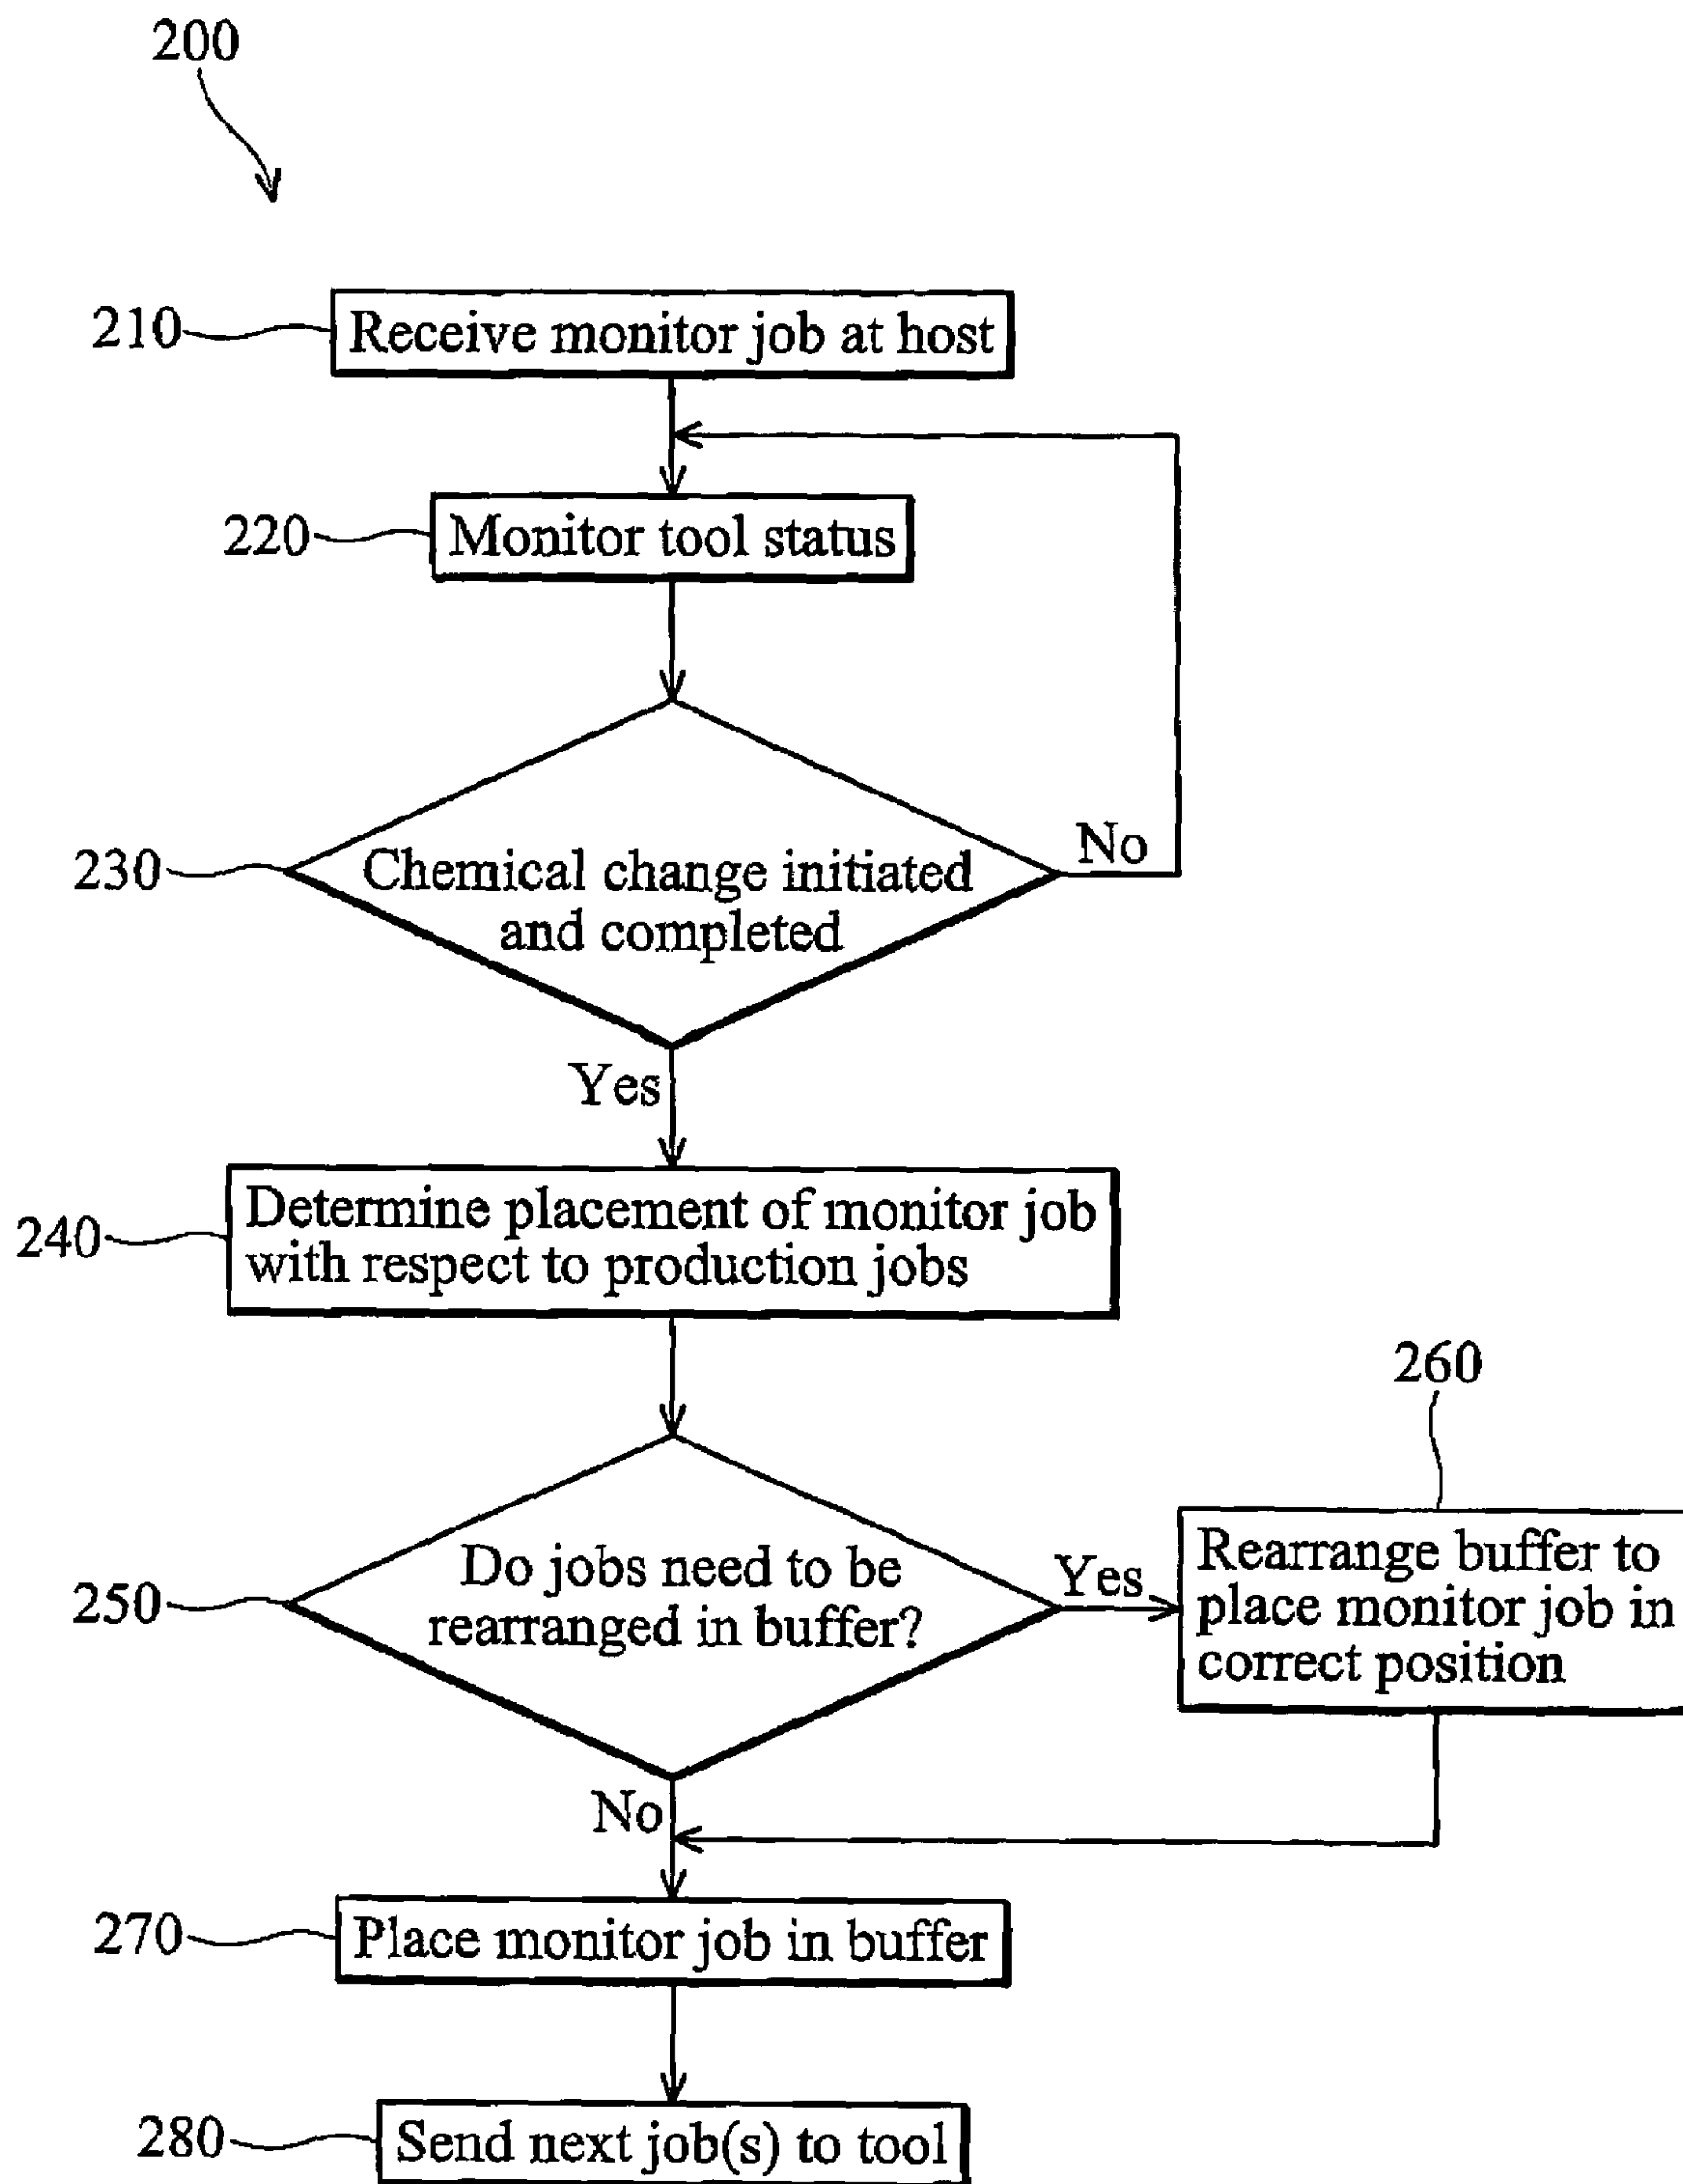 200
210
Receive monitor job at host
220
Monitor tool status
230
Chemical change initiated
and completed
No
Yes
240
Determine placement of monitor job
with respect to production jobs
250
Do jobs need to be
rearranged in buffer?
Yes
260
Rearrange buffer to
place monitor job in
correct position
No
270
Place monitor job in buffer
280
Send next job(s) to tool